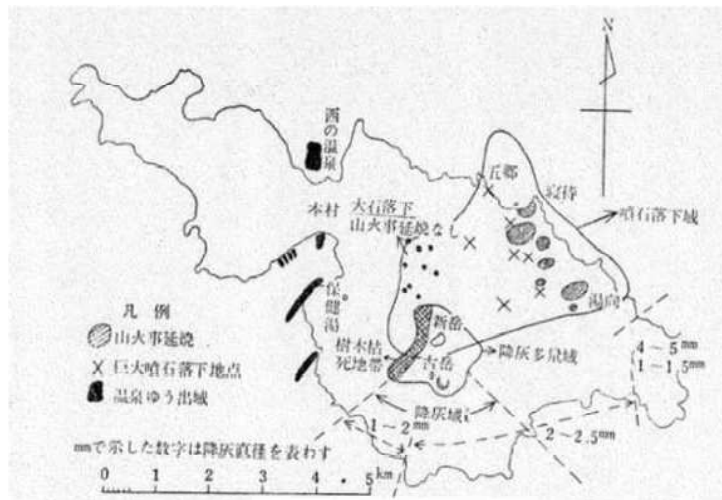 N
西の温泉
丘郷
寝待
噴石落下域
本村
大石落下
山火事延焼なし
保健湯
湯向
新岳
古岳
樹木枯
死地帯
降灰多泉域
降灰域
4～5mm
1～1.5mm
1～2mm
2～2.5mm
凡例
山火事延焼
巨大噴石落下地点
温泉ゆう出域
mmで示した数字は降灰直径を表わす
0 1 2 3 4 5
km